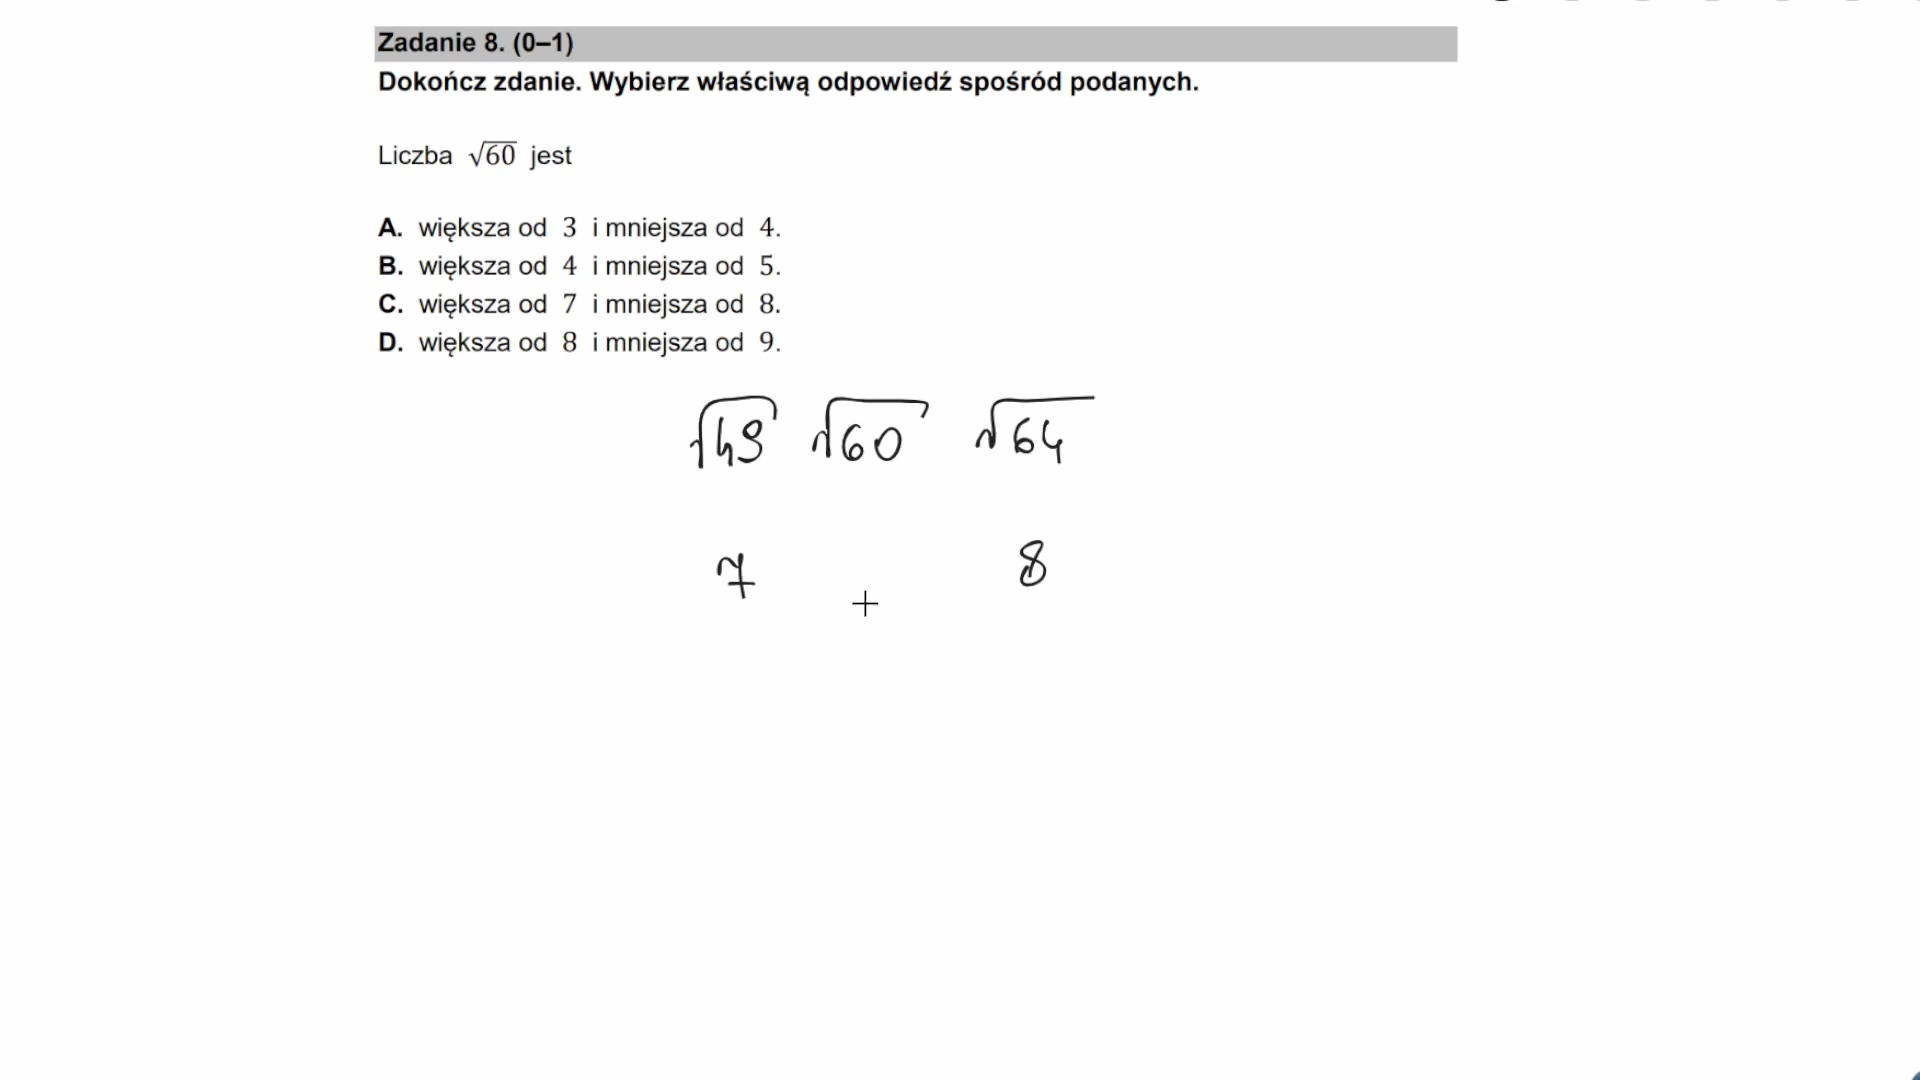 Zadanie 8. (0–1)
Dokończ zdanie. Wybierz właściwą odpowiedź spośród podanych.
Liczba √60 jest
A. większa od 3 i mniejsza od 4.
B. większa od 4 i mniejsza od 5.
C. większa od 7 i mniejsza od 8.
D. większa od 8 i mniejsza od 9.
√49 √60 √64
7 8